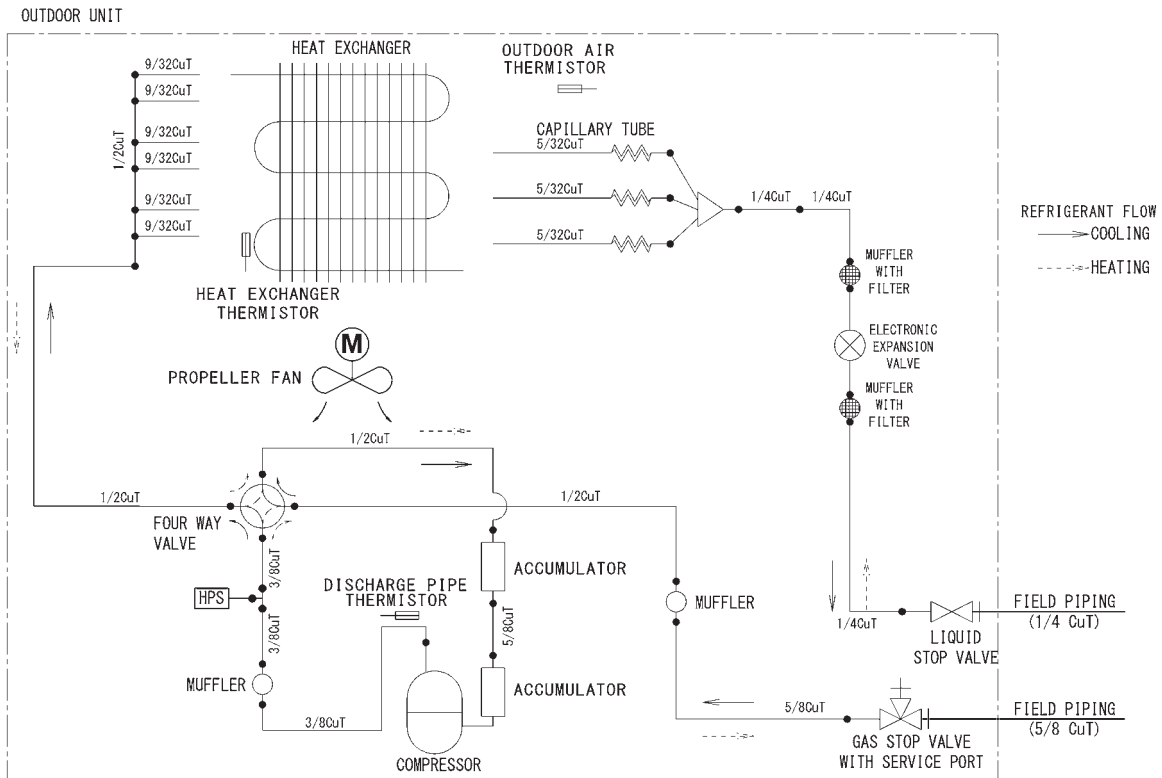 OUTDOOR UNIT
HEAT EXCHANGER
OUTDOOR AIR
THERMISTOR
9/32CuT
9/32CuT
9/32CuT
9/32CuT
9/32CuT
9/32CuT
1/2CuT
CAPILLARY TUBE
5/32CuT
5/32CuT
5/32CuT
1/4CuT
1/4CuT
REFRIGERANT FLOW
COOLING
HEATING
MUFFLER
WITH
FILTER
HEAT EXCHANGER
THERMISTOR
ELECTRONIC
EXPANSION
VALVE
M
PROPELLER FAN
MUFFLER
WITH
FILTER
1/2CuT
1/2CuT
1/2CuT
FOUR WAY
VALVE
3/8CuT
HPS
3/8CuT
DISCHARGE PIPE
THERMISTOR
ACCUMULATOR
5/8CuT
MUFFLER
1/4CuT
LIQUID
STOP VALVE
FIELD PIPING
(1/4 CuT)
MUFFLER
ACCUMULATOR
3/8CuT
COMPRESSOR
5/8CuT
GAS STOP VALVE
WITH SERVICE PORT
FIELD PIPING
(5/8 CuT)